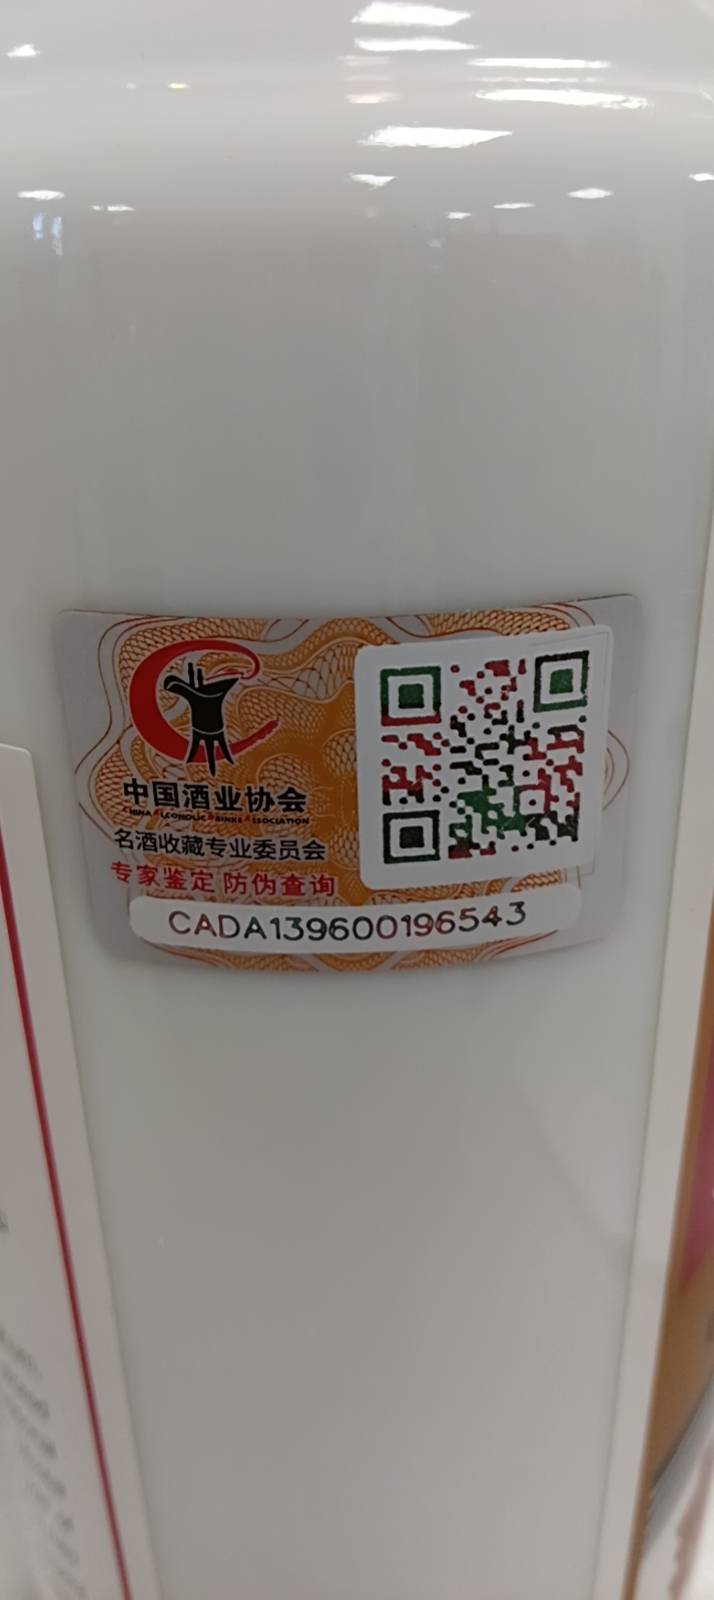 中国酒业协会
CHINA ALCOHOLIC DRINKS ASSOCIATION
名酒收藏专业委员会
专家鉴定 防伪查询
CADA139600196543